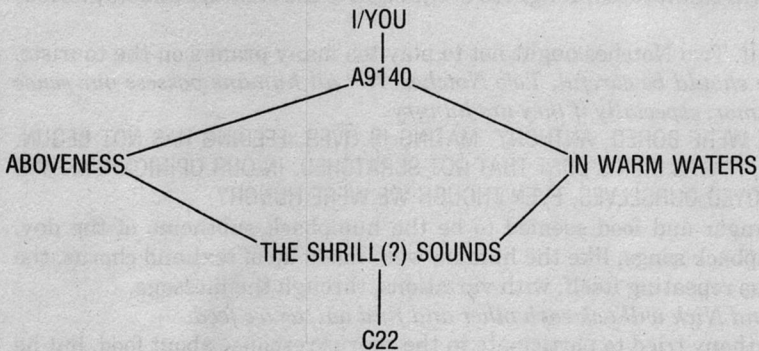 I/YOU
A9140
ABOVENESS IN WARM WATERS
THE SHRILL(?) SOUNDS
C22